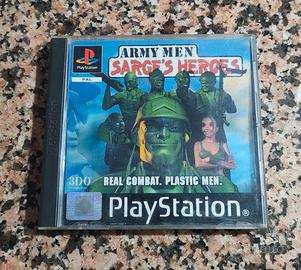 PlayStation
PAL
ARMY MEN
SARGE'S HEROES
3DO
REAL COMBAT. PLASTIC MEN.
PlayStation